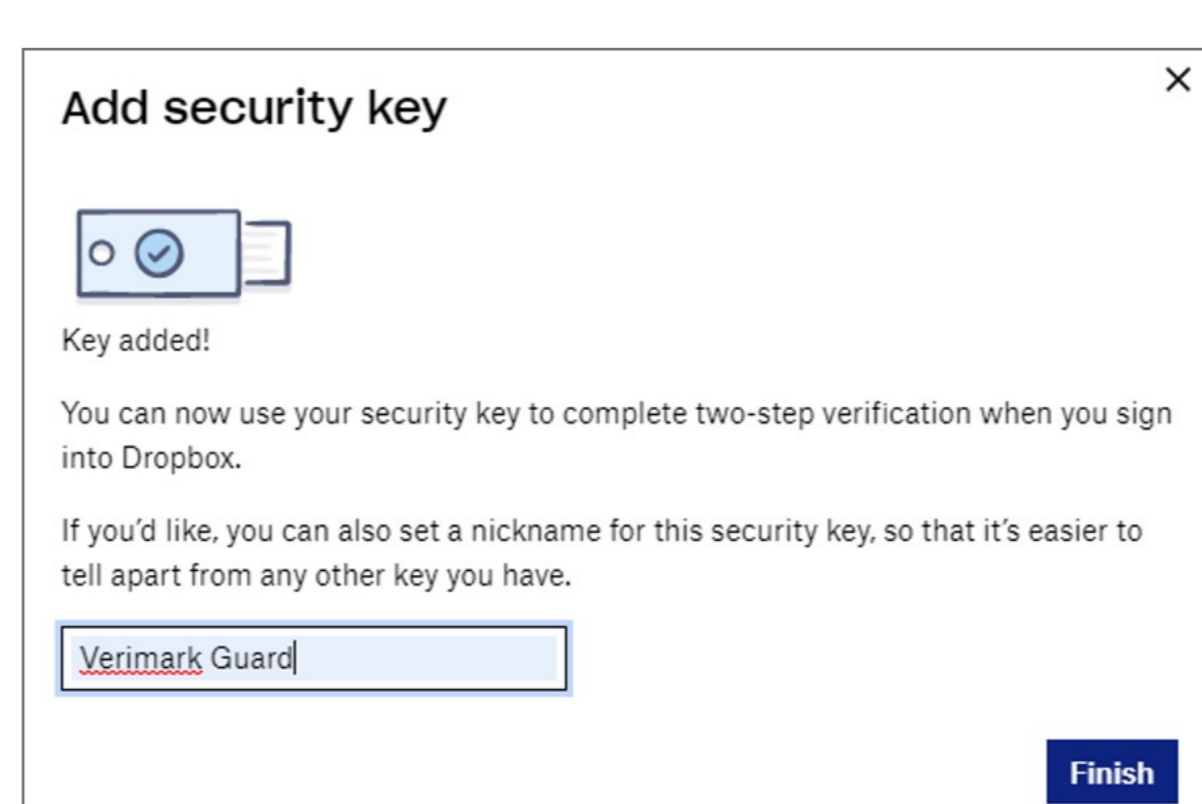 Add security key
Key added!
You can now use your security key to complete two-step verification when you sign
into Dropbox.
If you’d like, you can also set a nickname for this security key, so that it’s easier to
tell apart from any other key you have.
Verimark Guard
Finish